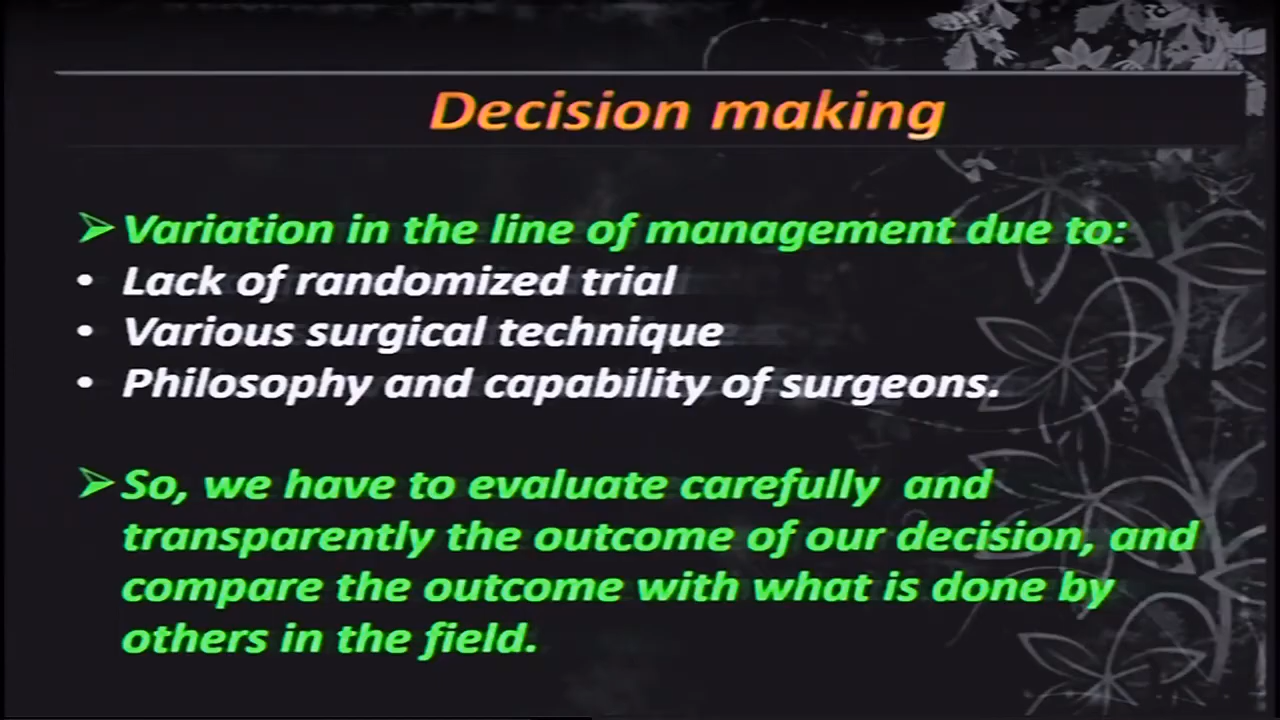 Decision making
➢ Variation in the line of management due to:
• Lack of randomized trial
• Various surgical technique
• Philosophy and capability of surgeons.
➢ So, we have to evaluate carefully and
transparently the outcome of our decision, and
compare the outcome with what is done by
others in the field.